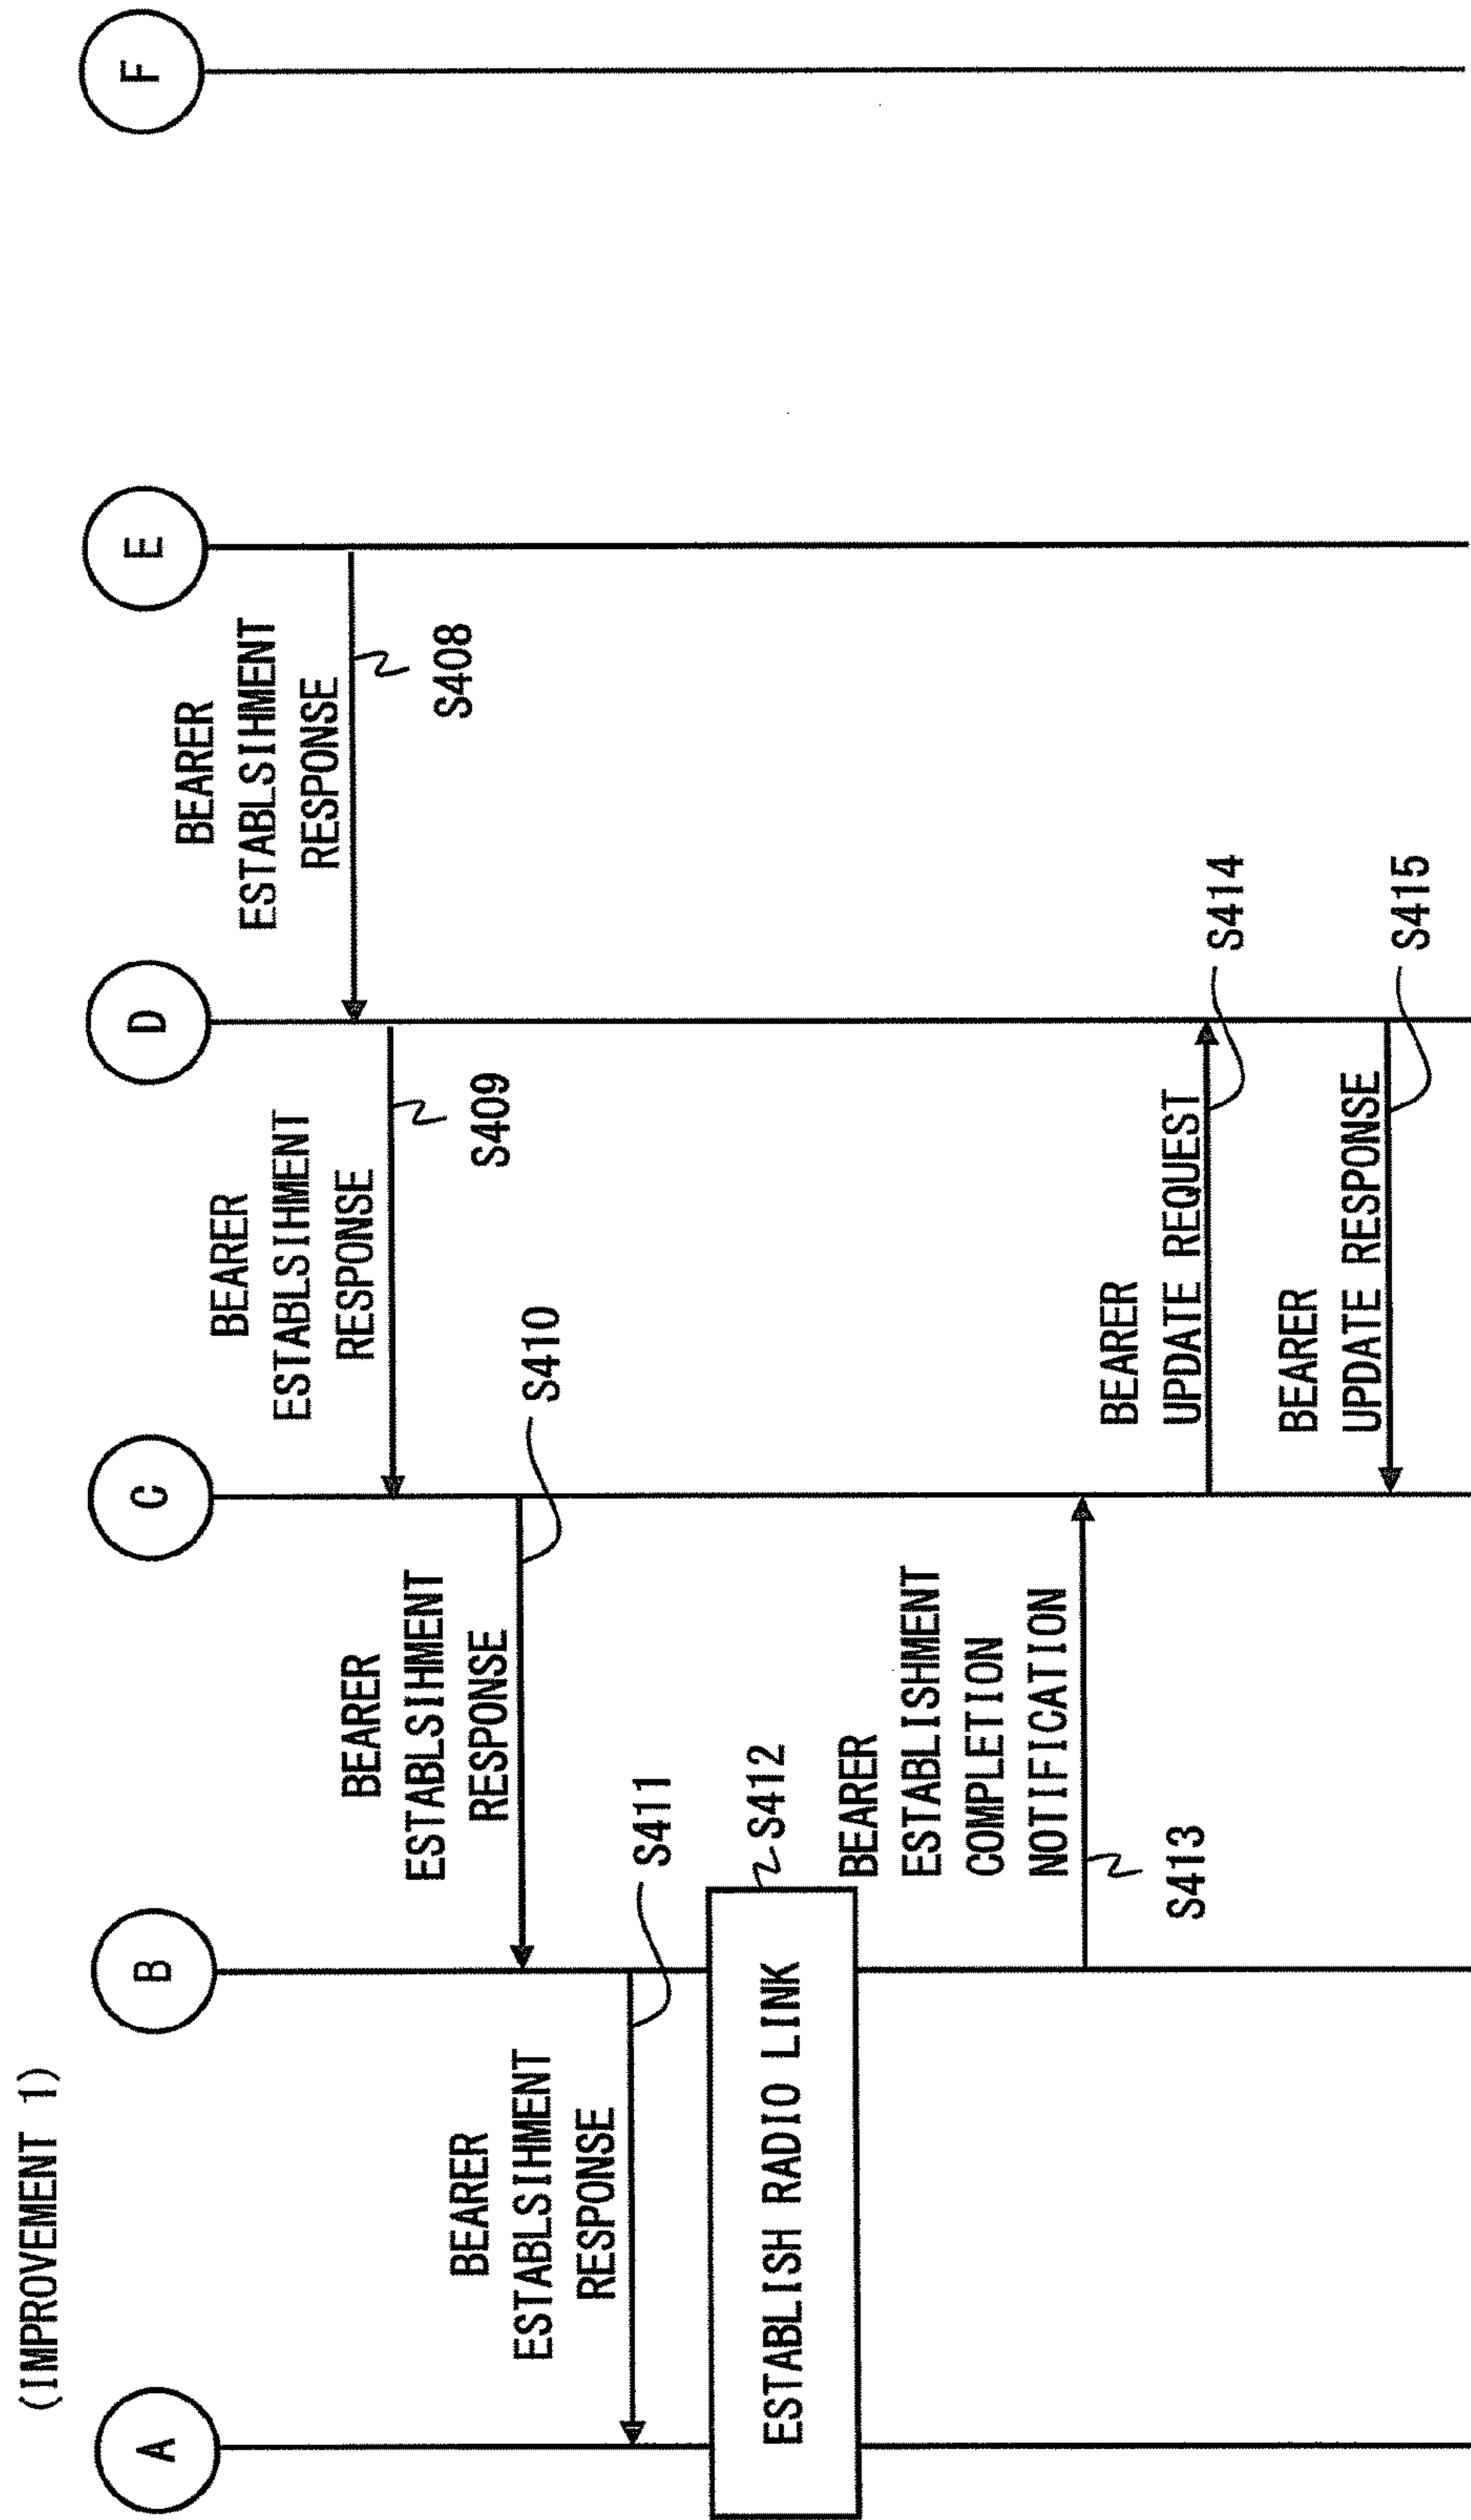 (IMPROVEMENT 1)
A
B
C
D
E
F
BEARER
ESTABLSIHMENT
RESPONSE
S408
BEARER
ESTABLSIHMENT
RESPONSE
S409
BEARER
ESTABLSIHMENT
RESPONSE
S410
BEARER
ESTABLSIHMENT
RESPONSE
S411
ESTABLISH RADIO LINK
S412
BEARER
ESTABLISHMENT
COMPLETION
NOTIFICATION
S413
BEARER
UPDATE REQUEST
S414
BEARER
UPDATE RESPONSE
S415